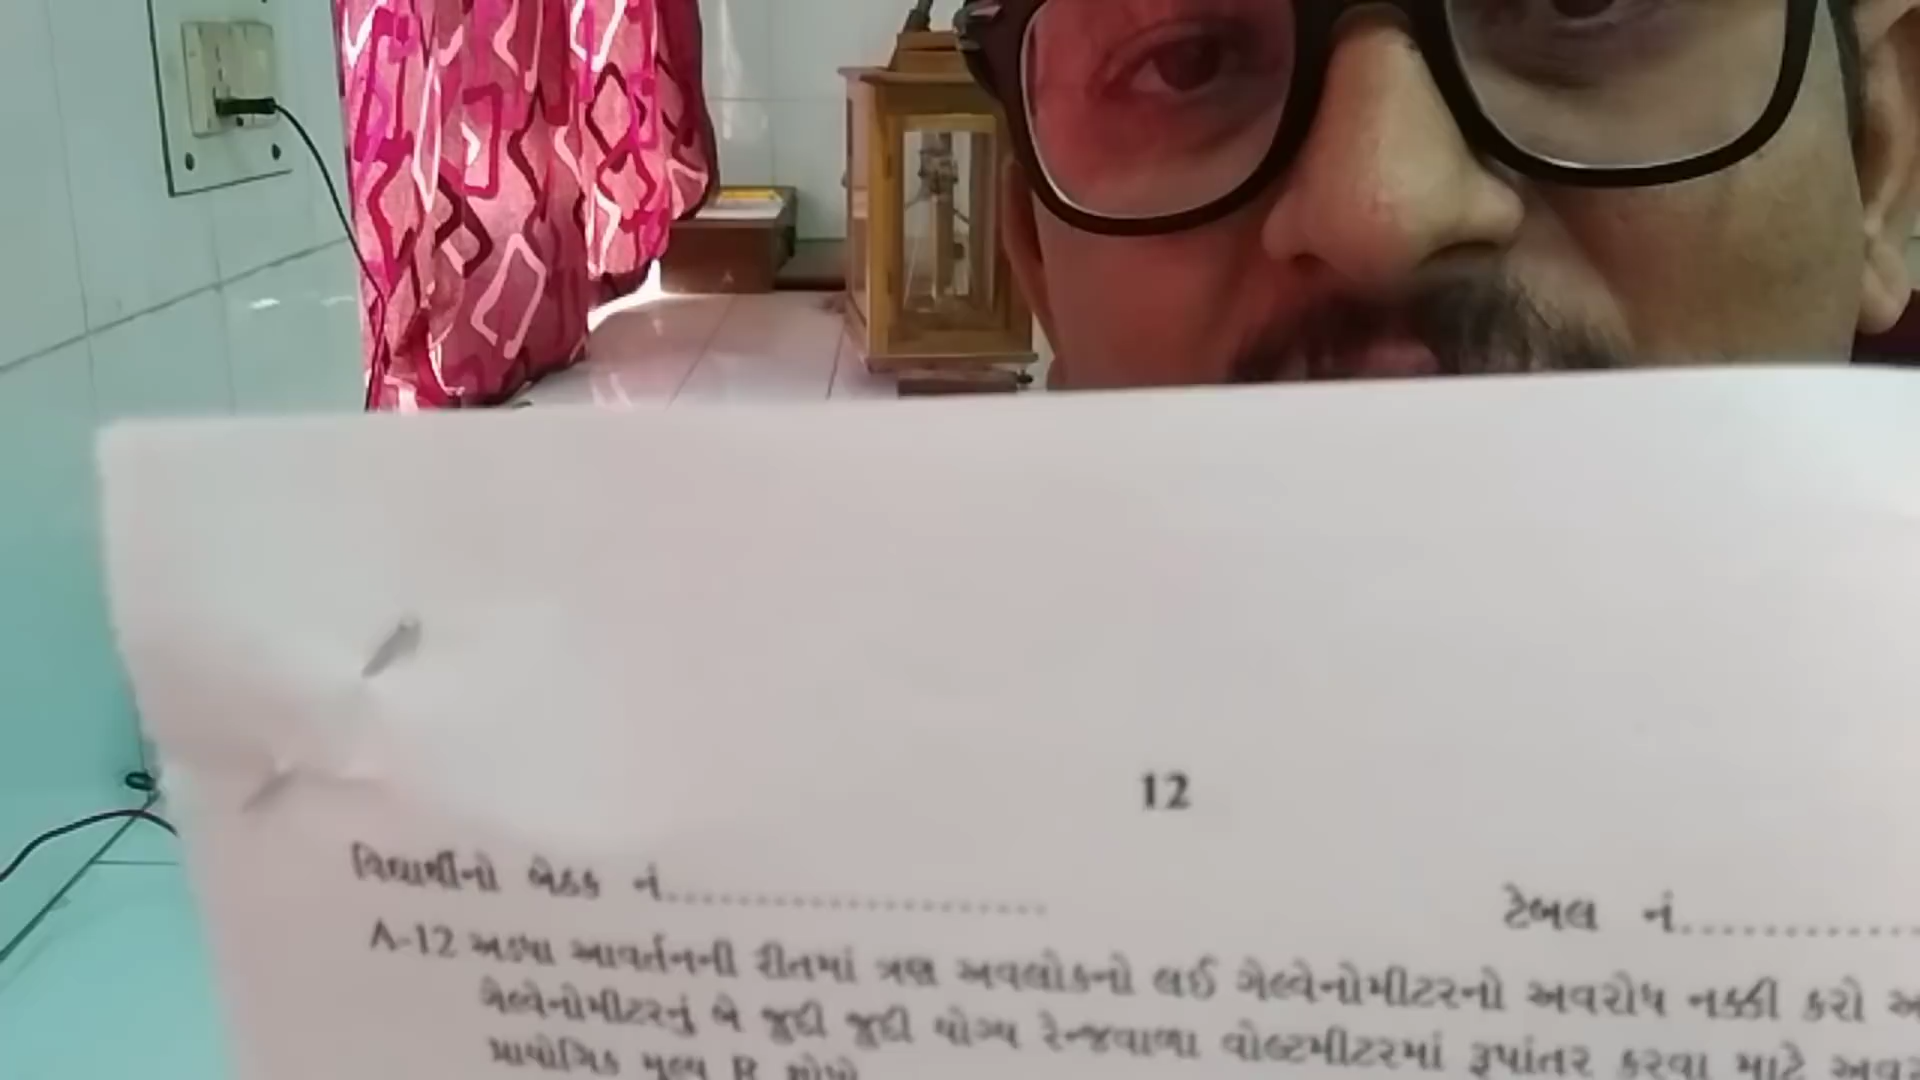 12
વિદ્યાર્થીનો બેઠક નં.............................. ટેબલ નં..............
A-12 અડધા આવર્તનની રીતમાં ત્રણ અવલોકનો લઈ ગેલ્વેનોમીટરનો અવરોધ નક્કી કરો
ગેલ્વેનોમીટરનું બે જુદી જુદી યોગ્ય રેન્જવાળા વોલ્ટમીટરમાં રૂપાંતર કરવા માટે
પ્રાયોગિક મૂલ્ય R શોધો